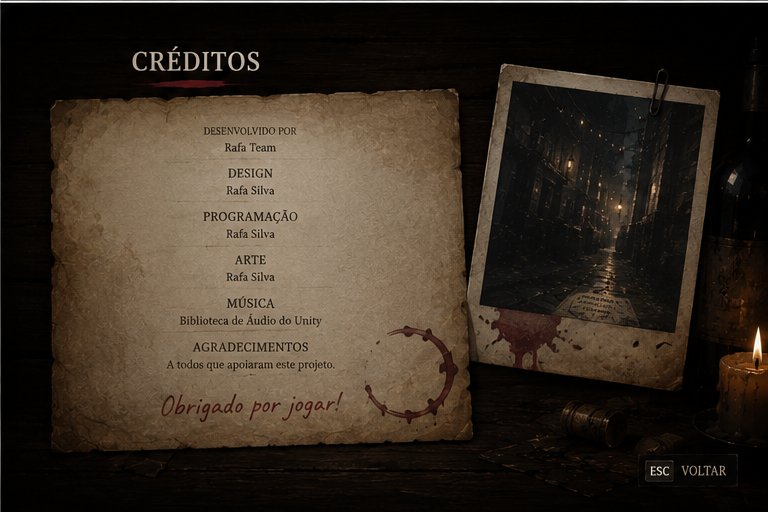 CRÉDITOS
DESENVOLVIDO POR
Rafa Team
DESIGN
Rafa Silva
PROGRAMAÇÃO
Rafa Silva
ARTE
Rafa Silva
MÚSICA
Biblioteca de Áudio do Unity
AGRADECIMENTOS
A todos que apoiaram este projeto.
Obrigado por jogar!
ESC VOLTAR